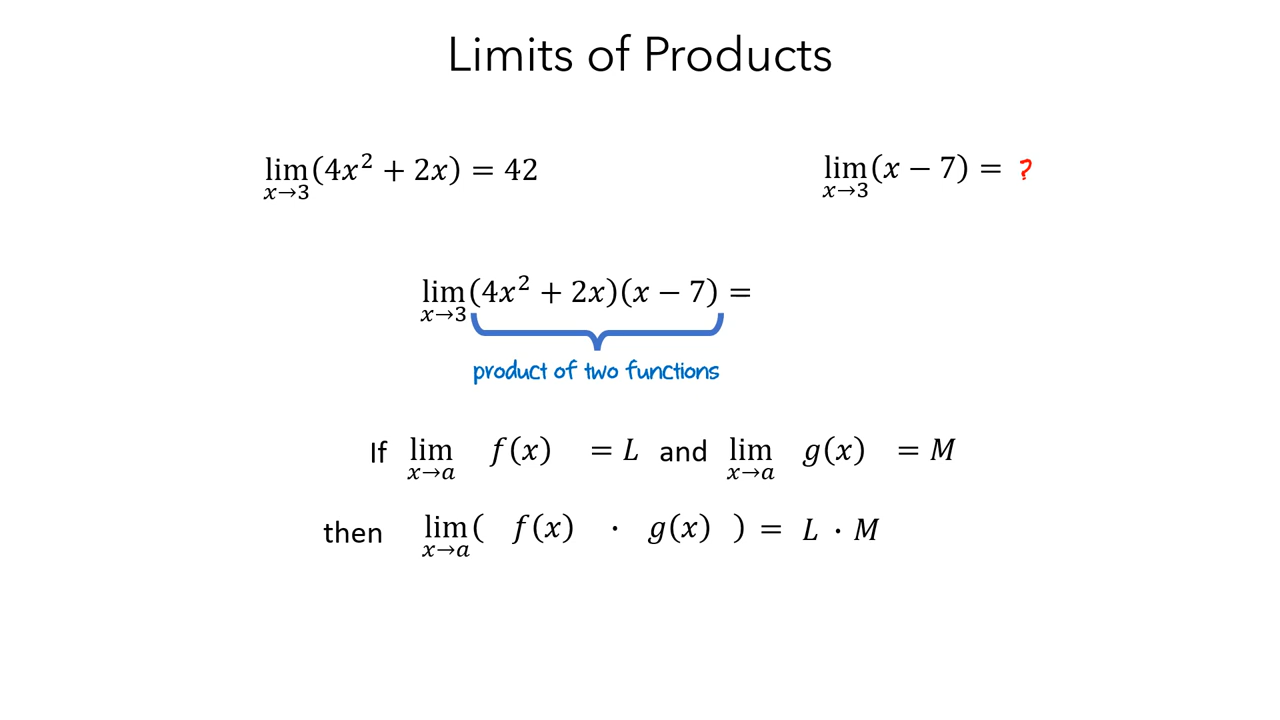 Limits of Products
lim x→3 (4x² + 2x) = 42
lim x→3 (x − 7) = ?
lim x→3 (4x² + 2x)(x − 7) =
product of two functions
If lim x→a f(x) = L and lim x→a g(x) = M
then lim x→a ( f(x) · g(x) ) = L · M